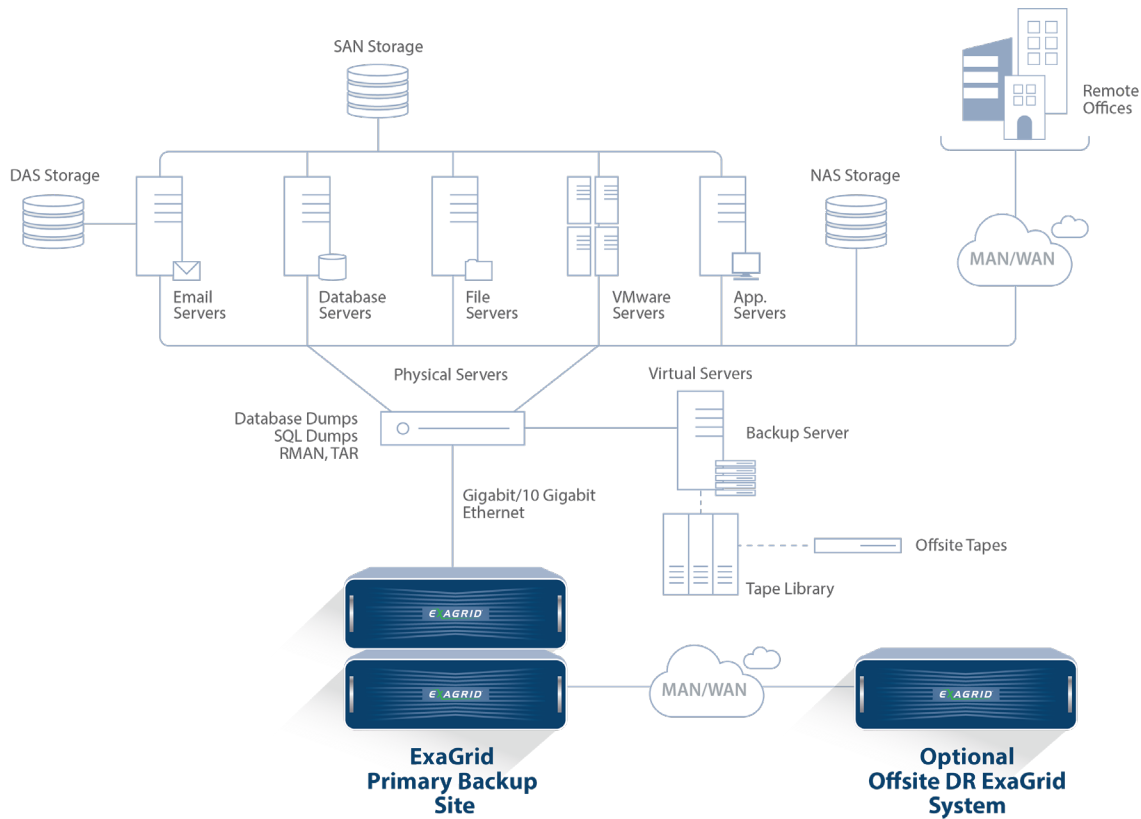 SAN Storage
Remote
Offices
DAS Storage
NAS Storage
MAN/WAN
Email
Servers
Database
Servers
File
Servers
VMware
Servers
App.
Servers
Physical Servers
Virtual Servers
Database Dumps
SQL Dumps
RMAN, TAR
Backup Server
Gigabit/10 Gigabit
Ethernet
Offsite Tapes
Tape Library
EXAGRID
EXAGRID
MAN/WAN
EXAGRID
ExaGrid
Primary Backup
Site
Optional
Offsite DR ExaGrid
System